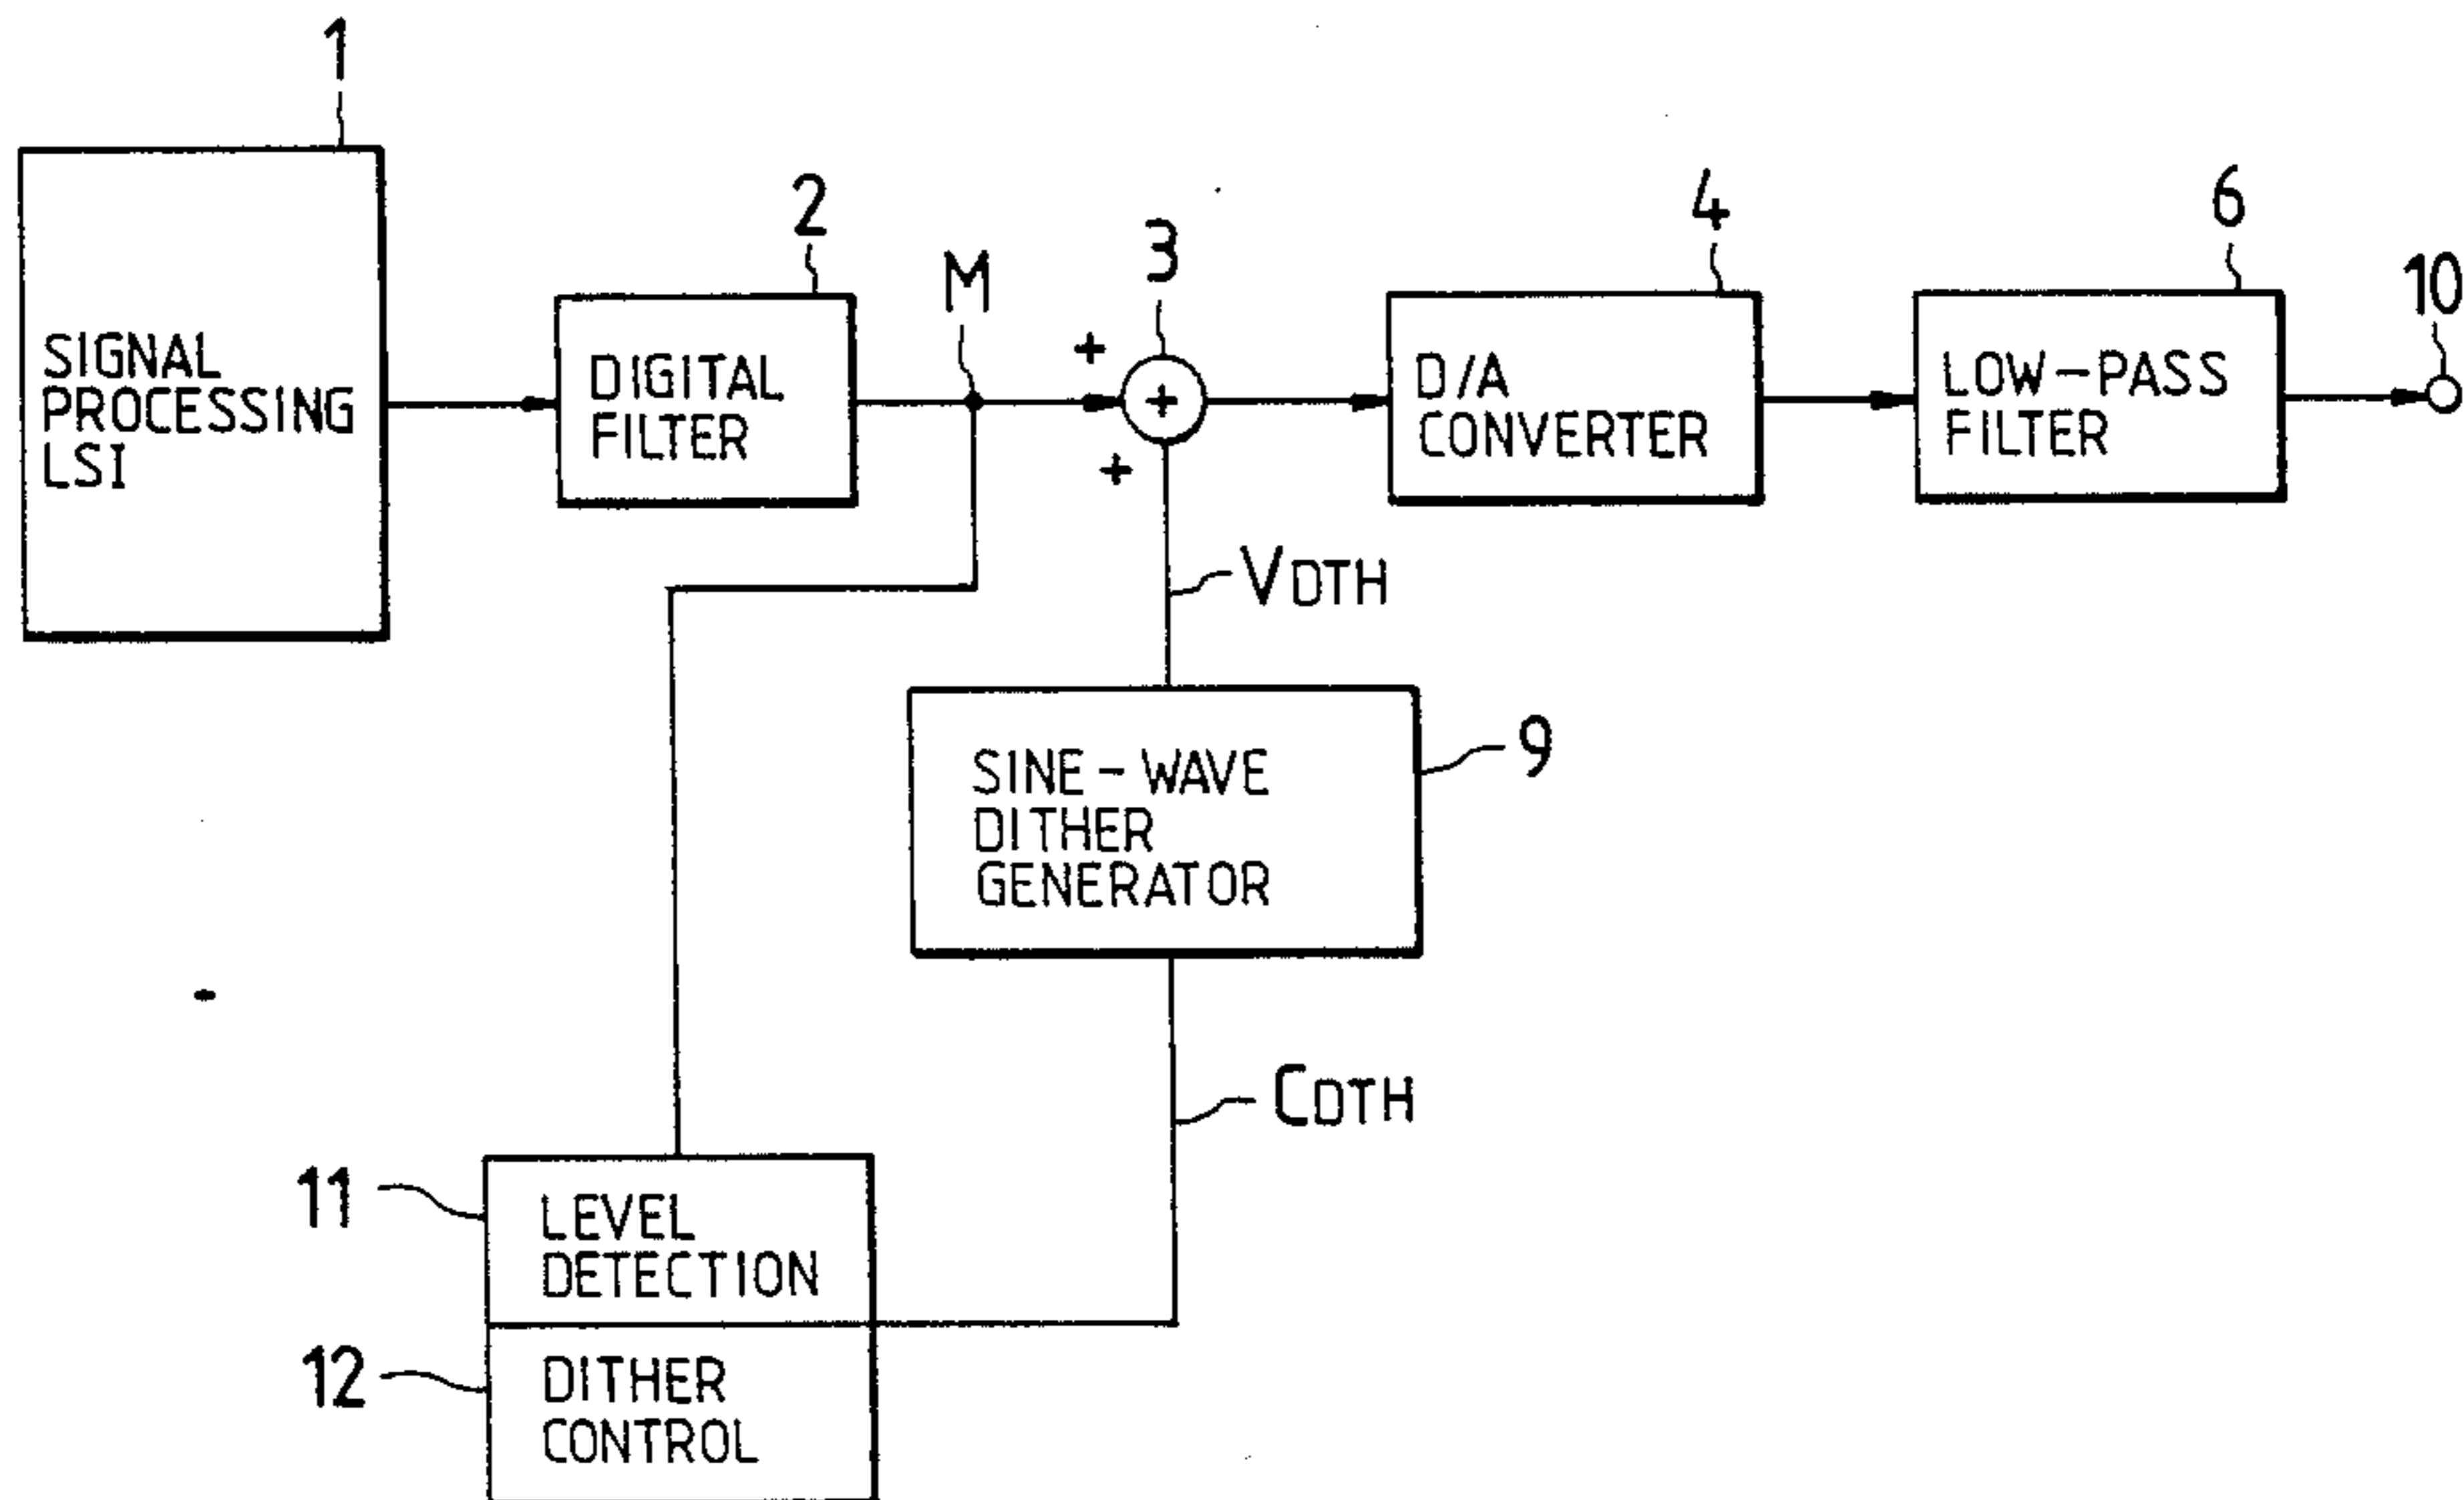 1
SIGNAL
PROCESSING
LSI
2
DIGITAL
FILTER
M
3
+
+
+
4
D/A
CONVERTER
6
LOW-PASS
FILTER
10
VDTH
SINE-WAVE
DITHER
GENERATOR
9
CDTH
11
LEVEL
DETECTION
12
DITHER
CONTROL